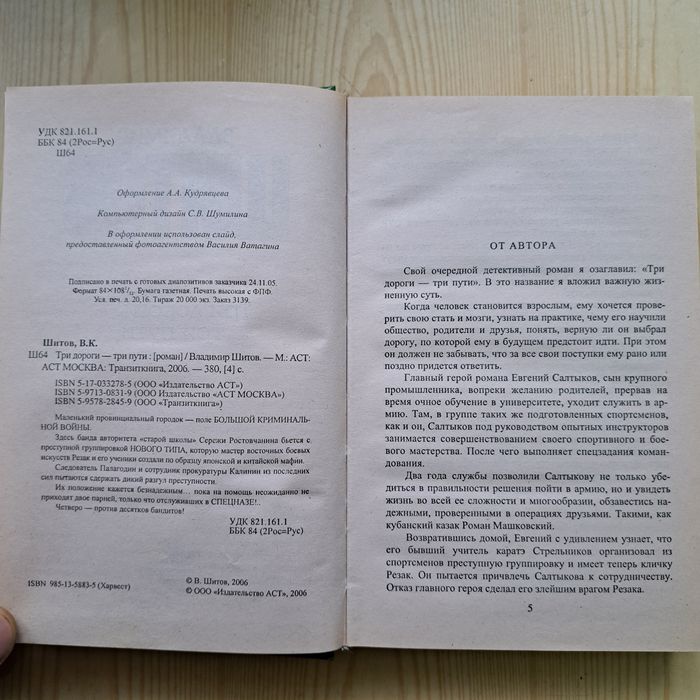 УДК 821.161.1
ББК 84 (2Рос=Рус)
Ш64
Оформление А.А. Кудрявцева
Компьютерный дизайн С.В. Шумилина
В оформлении использован слайд,
предоставленный фотоагентством Василия Ватагина
Подписано в печать с готовых диапозитивов заказчика 24.11.05.
Формат 84×108¹/₃₂. Бумага газетная. Печать высокая с ФПФ.
Усл. печ. л. 20,16. Тираж 20 000 экз. Заказ 3139.
Шитов, В.К.
Ш64 Три дороги — три пути : [роман] / Владимир Шитов. — М.: АСТ:
АСТ МОСКВА: Транзиткнига, 2006. — 380, [4] с.
ISBN 5-17-033278-5 (ООО «Издательство АСТ»)
ISBN 5-9713-0831-9 (ООО Издательство «АСТ МОСКВА»)
ISBN 5-9578-2845-9 (ООО «Транзиткнига»)
Маленький провинциальный городок — поле БОЛЬШОЙ КРИМИНАЛЬ-
НОЙ ВОЙНЫ.
Здесь банда авторитета «старой школы» Сережи Ростовчанина бьется с
преступной группировкой НОВОГО ТИПА, которую мастер восточных боевых
искусств Резак и его ученики создали по образцу японской и китайской мафии.
Следователь Палагодин и сотрудник прокуратуры Калинин из последних
сил пытаются сдержать дикий разгул преступности.
Их положение кажется безнадежным... пока на помощь неожиданно не
приходят двое парней, только что отслуживших в СПЕЦНАЗЕ!..
Четверо — против десятков бандитов!
УДК 821.161.1
ББК 84 (2Рос=Рус)
ISBN 985-13-5883-5 (Харвест)
© В. Шитов, 2006
© ООО «Издательство АСТ», 2006
ОТ АВТОРА
Свой очередной детективный роман я озаглавил: «Три
дороги — три пути». В это название я вложил важную жиз-
ненную суть.
Когда человек становится взрослым, ему хочется прове-
рить свою стать и мозги, узнать на практике, чему его научили
общество, родители и друзья, понять, верную ли он выбрал
дорогу, по которой ему в будущем предстоит идти. При э́том
он должен не забывать, что за все свои поступки ему рано или
поздно придется ответить.
Главный герой романа Евгений Салтыков, сын крупного
промышленника, вопреки желанию родителей, прервав на
время очное обучение в университете, уходит служить в ар-
мию. Там, в группе таких же подготовленных спортсменов,
как и он, Салтыков под руководством опытных инструкторов
занимается совершенствованием своего спортивного и бое-
вого мастерства. После чего выполняет спецзадания коман-
дования.
Два года службы позволили Салтыкову не только убе-
диться в правильности решения пойти в армию, но и увидеть
жизнь во всей ее сложности и многообразии, обзавестись на-
дежными, проверенными в операциях друзьями. Такими, как
кубанский казак Роман Машковский.
Возвратившись домой, Евгений с удивлением узнает, что
его бывший учитель каратэ Стрельников организовал из
спортсменов преступную группировку и имеет теперь кличку
Резак. Он пытается привлечь Салтыкова к сотрудничеству.
Отказ главного героя сделал его злейшим врагом Резака.
5